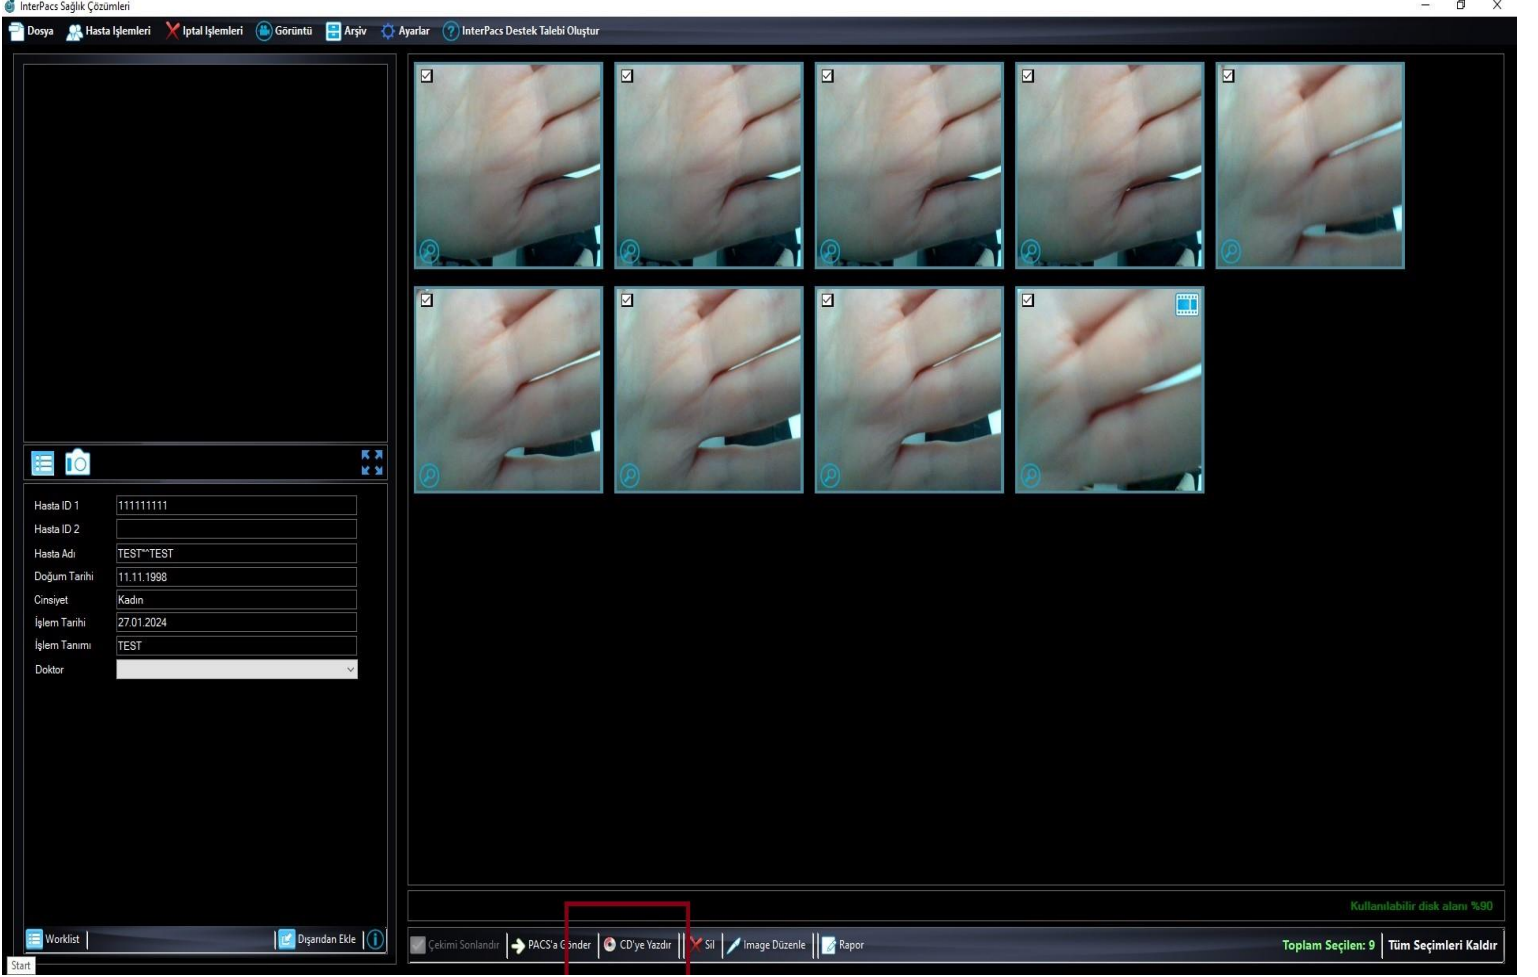 InterPacs Sağlık Çözümleri
Dosya Hasta İşlemleri İptal İşlemleri Görüntü Arşiv Ayarlar InterPacs Destek Talebi Oluştur
Hasta ID 1 111111111
Hasta ID 2
Hasta Adı TEST*^TEST
Doğum Tarihi 11.11.1998
Cinsiyet Kadın
İşlem Tarihi 27.01.2024
İşlem Tanımı TEST
Doktor
Kullanılabilir disk alanı %90
Worklist Dışarıdan Ekle
Çekimi Sonlandır PACS'a Gönder CD'ye Yazdır Sil Image Düzenle Rapor Toplam Seçilen: 9 Tüm Seçimleri Kaldır
Start